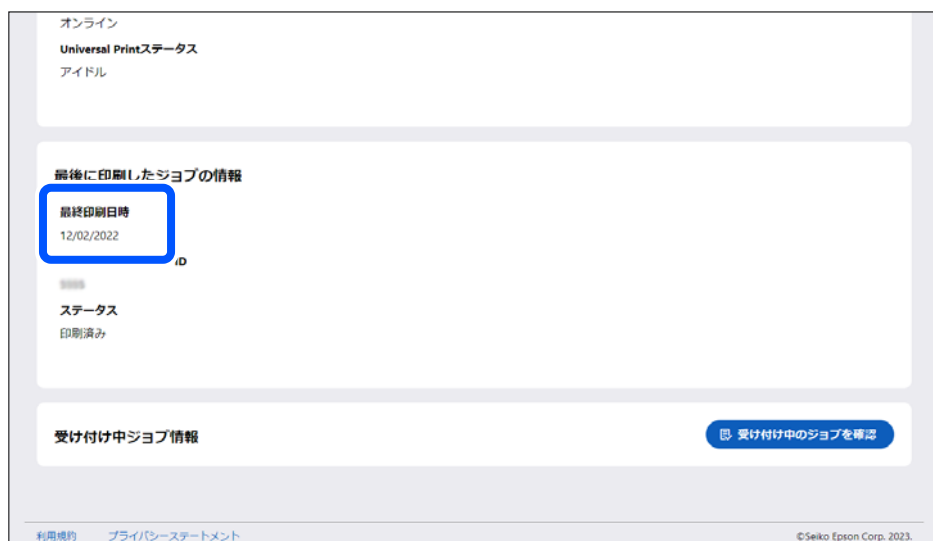 オンライン
Universal Printステータス
アイドル
最後に印刷したジョブの情報
最終印刷日時
12/02/2022
ID
ステータス
印刷済み
受け付け中ジョブ情報
受け付け中のジョブを確認
利用規約 プライバシーステートメント
©Seiko Epson Corp. 2023.